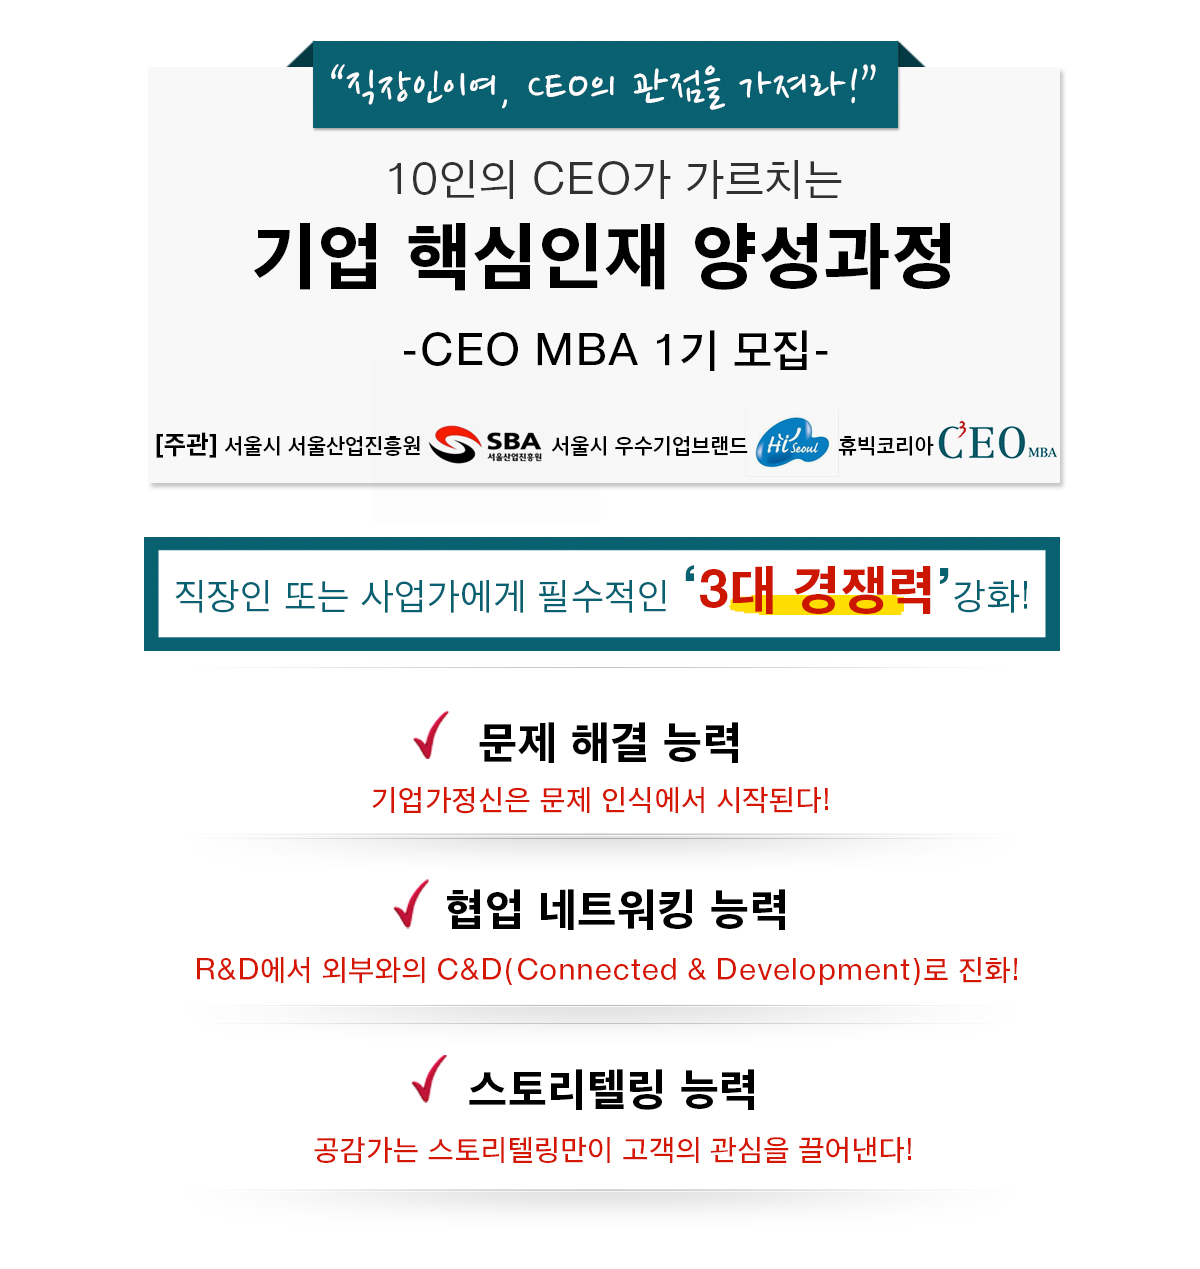 “직장인이여, CEO의 관점을 가져라!”
10인의 CEO가 가르치는
기업 핵심인재 양성과정
-CEO MBA 1기 모집-
[주관] 서울시 서울산업진흥원 SBA 서울산업진흥원 서울시 우수기업브랜드 Hi Seoul 휴빅코리아 C³EO MBA
직장인 또는 사업가에게 필수적인 ‘3대 경쟁력’강화!
문제 해결 능력
기업가정신은 문제 인식에서 시작된다!
협업 네트워킹 능력
R&D에서 외부와의 C&D(Connected & Development)로 진화!
스토리텔링 능력
공감가는 스토리텔링만이 고객의 관심을 끌어낸다!